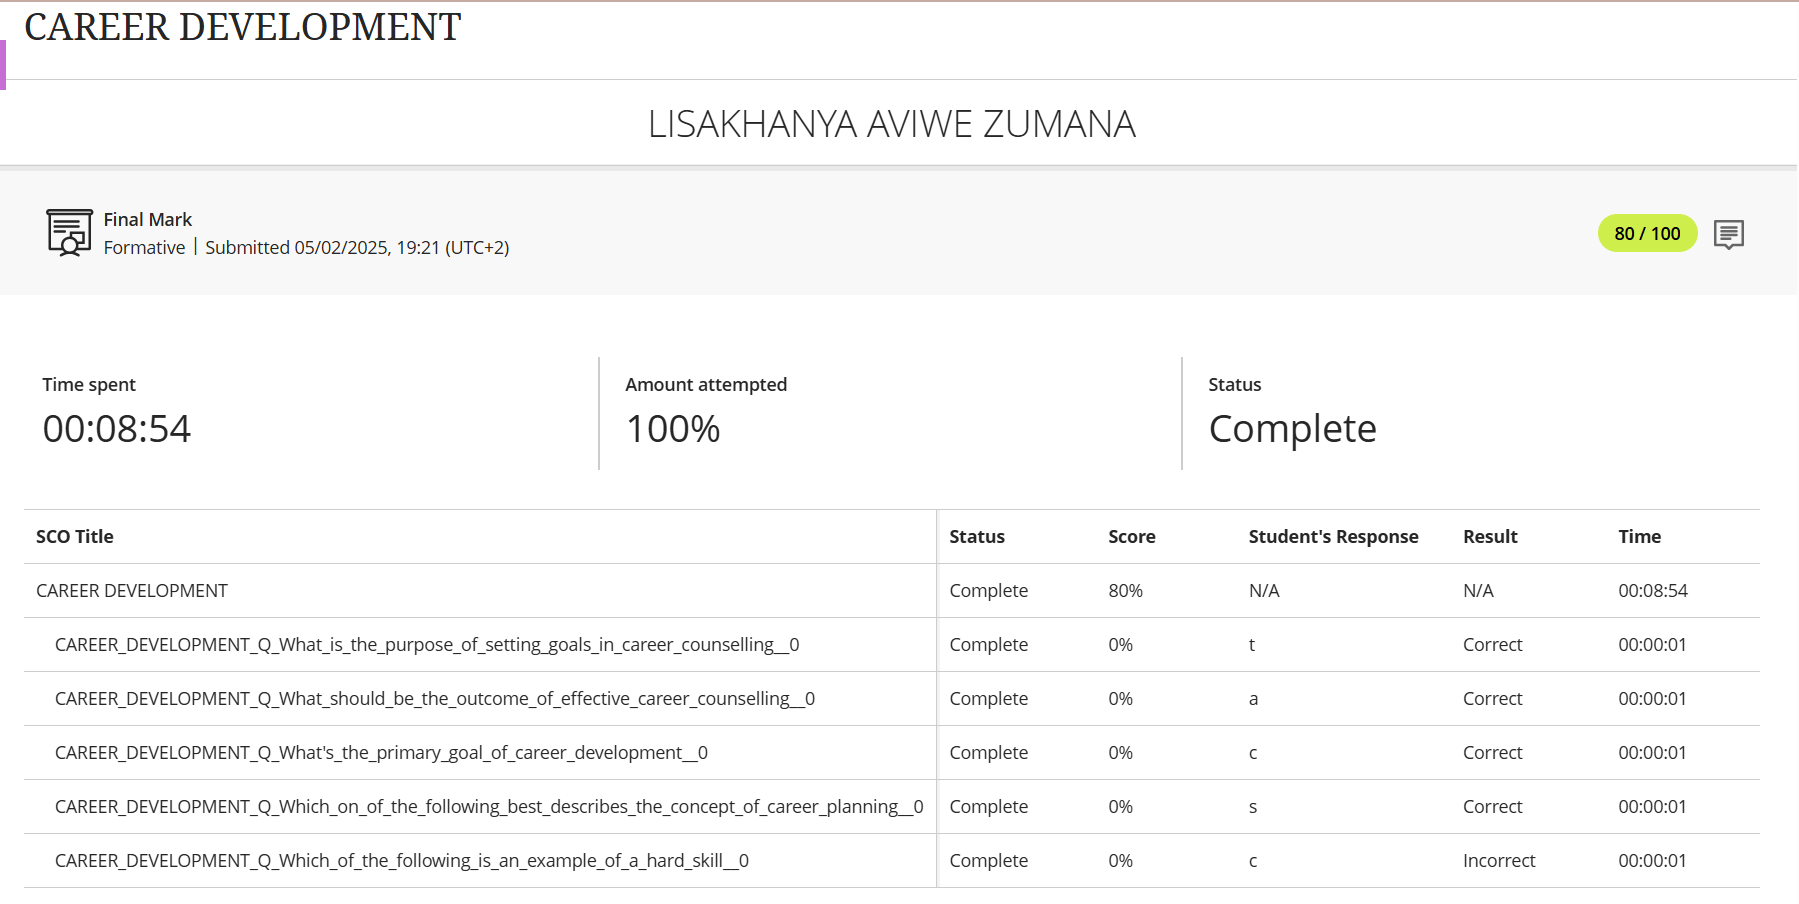 CAREER DEVELOPMENT
LISAKHANYA AVIWE ZUMANA
Final Mark
Formative | Submitted 05/02/2025, 19:21 (UTC+2)
80 / 100
Time spent
00:08:54
Amount attempted
100%
Status
Complete
SCO Title Status Score Student's Response Result Time
CAREER DEVELOPMENT Complete 80% N/A N/A 00:08:54
CAREER_DEVELOPMENT_Q_What_is_the_purpose_of_setting_goals_in_career_counselling__0 Complete 0% t Correct 00:00:01
CAREER_DEVELOPMENT_Q_What_should_be_the_outcome_of_effective_career_counselling__0 Complete 0% a Correct 00:00:01
CAREER_DEVELOPMENT_Q_What's_the_primary_goal_of_career_development__0 Complete 0% c Correct 00:00:01
CAREER_DEVELOPMENT_Q_Which_on_of_the_following_best_describes_the_concept_of_career_planning__0 Complete 0% s Correct 00:00:01
CAREER_DEVELOPMENT_Q_Which_of_the_following_is_an_example_of_a_hard_skill__0 Complete 0% c Incorrect 00:00:01